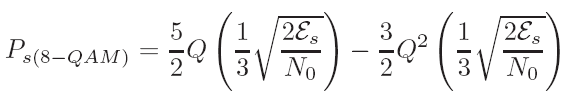 $P_{s(8-QAM)} = \frac{5}{2} Q\left(\frac{1}{3}\sqrt{\frac{2\mathcal{E}_s}{N_0}}\right) - \frac{3}{2} Q^2\left(\frac{1}{3}\sqrt{\frac{2\mathcal{E}_s}{N_0}}\right)$